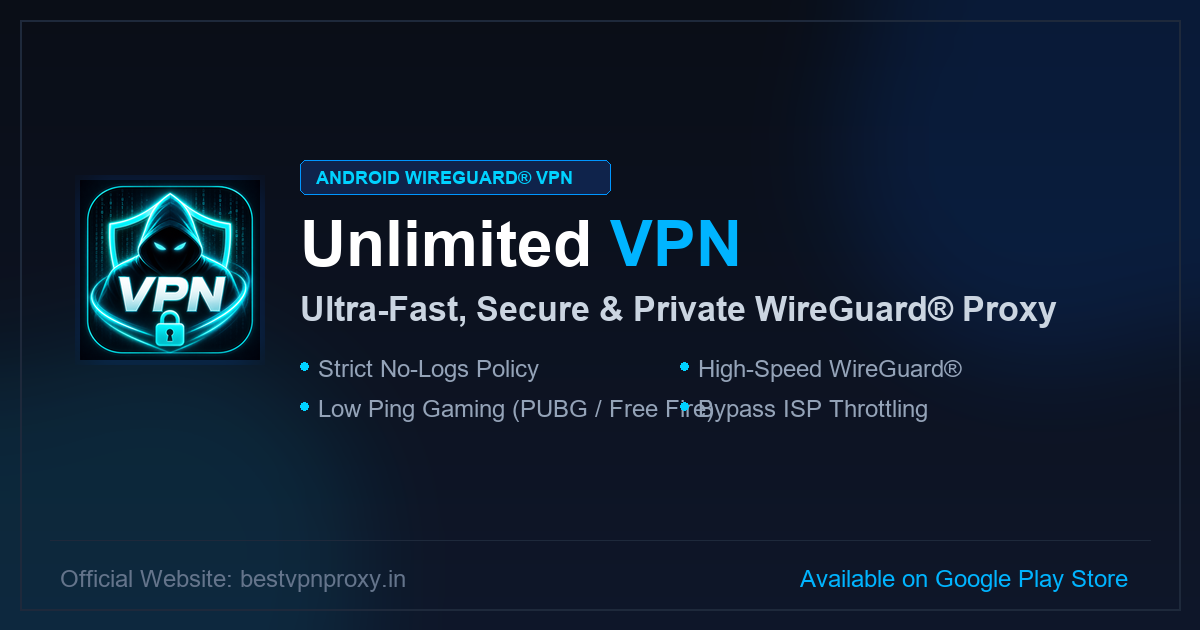 ANDROID WIREGUARD® VPN
Unlimited VPN
VPN
Ultra-Fast, Secure & Private WireGuard® Proxy
Strict No-Logs Policy
High-Speed WireGuard®
Low Ping Gaming (PUBG / Free Fire)
Bypass ISP Throttling
Official Website: bestvpnproxy.in
Available on Google Play Store